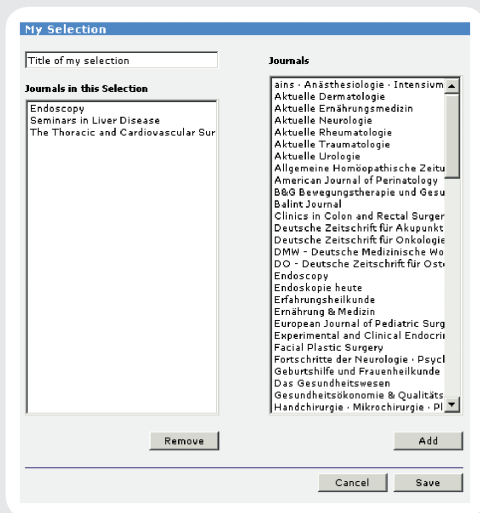 My Selection
Title of my selection
Journals in this Selection
Endoscopy
Seminars in Liver Disease
The Thoracic and Cardiovascular Sur
Remove
Journals
ains · Anästhesiologie · Intensivm
Aktuelle Dermatologie
Aktuelle Ernährungsmedizin
Aktuelle Neurologie
Aktuelle Rheumatologie
Aktuelle Traumatologie
Aktuelle Urologie
Allgemeine Homöopathische Zeitu
American Journal of Perinatology
B&G Bewegungstherapie und Gesu
Balint Journal
Clinics in Colon and Rectal Surger
Deutsche Zeitschrift für Akupunkt
Deutsche Zeitschrift für Onkologie
DMW - Deutsche Medizinische Wo
DO - Deutsche Zeitschrift für Oste
Endoscopy
Endoskopie heute
Erfahrungsheilkunde
Ernährung & Medizin
European Journal of Pediatric Surg
Experimental and Clinical Endocrin
Facial Plastic Surgery
Fortschritte der Neurologie · Psycl
Geburtshilfe und Frauenheilkunde
Das Gesundheitswesen
Gesundheitsökonomie & Qualitäts
Handchirurgie · Mikrochirurgie · Pl
Add
Cancel
Save